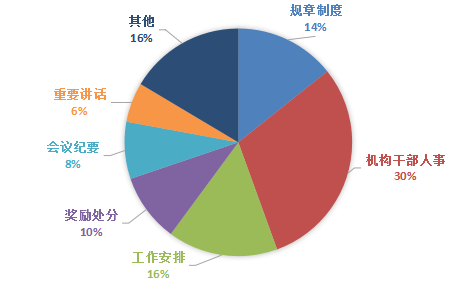 其他
16%
规章制度
14%
重要讲话
6%
会议纪要
8%
机构干部人事
30%
奖励处分
10%
工作安排
16%